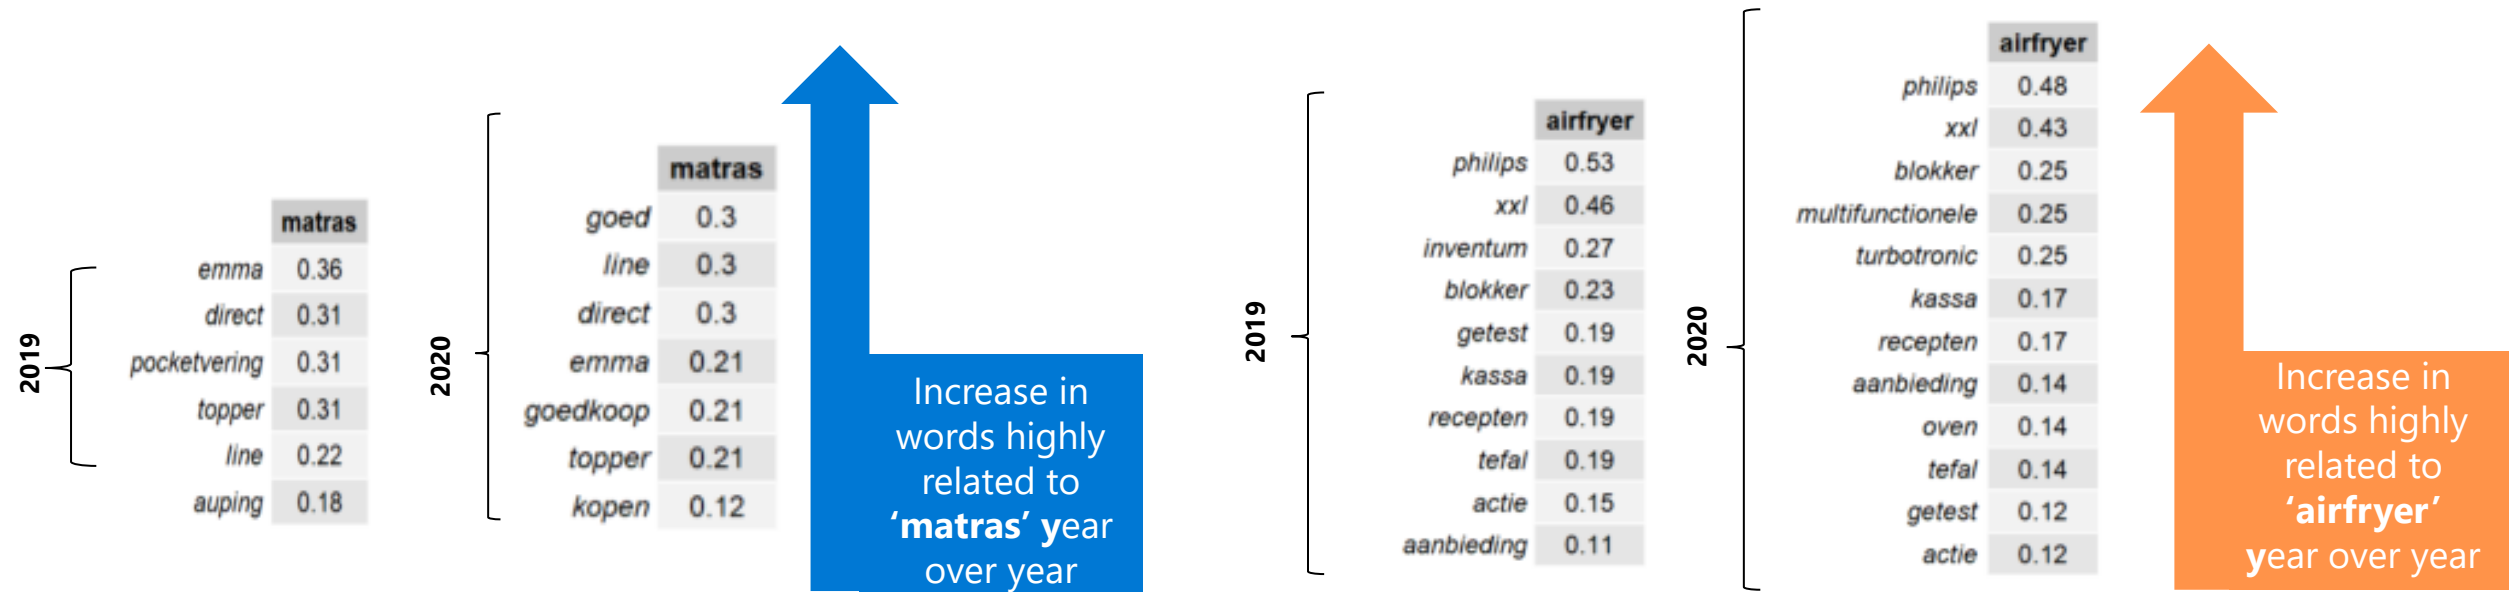 2019
matras
emma 0.36
direct 0.31
pocketvering 0.31
topper 0.31
line 0.22
auping 0.18
2020
matras
goed 0.3
line 0.3
direct 0.3
emma 0.21
goedkoop 0.21
topper 0.21
kopen 0.12
Increase in
words highly
related to
‘matras’ year
over year
2019
airfryer
philips 0.53
xxl 0.46
inventum 0.27
blokker 0.23
getest 0.19
kassa 0.19
recepten 0.19
tefal 0.19
actie 0.15
aanbieding 0.11
2020
airfryer
philips 0.48
xxl 0.43
blokker 0.25
multifunctionele 0.25
turbotronic 0.25
kassa 0.17
recepten 0.17
aanbieding 0.14
oven 0.14
tefal 0.14
getest 0.12
actie 0.12
Increase in
words highly
related to
‘airfryer’
year over year